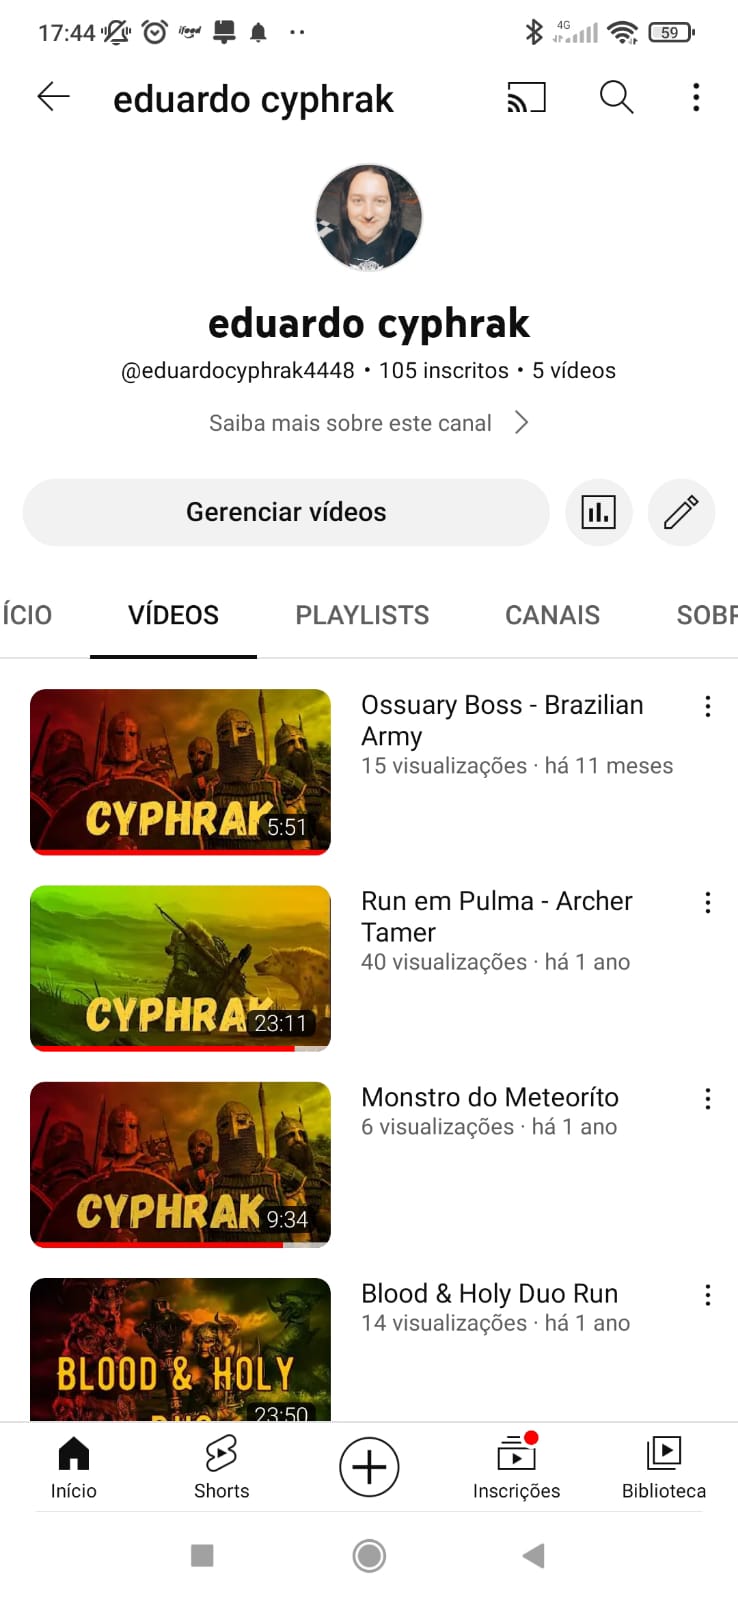 17:44 ifood 4G 59
eduardo cyphrak
eduardo cyphrak
@eduardocyphrak4448 • 105 inscritos • 5 vídeos
Saiba mais sobre este canal
Gerenciar vídeos
ÍCIO VÍDEOS PLAYLISTS CANAIS SOBR
CYPHRAK
5:51
Ossuary Boss - Brazilian
Army
15 visualizações · há 11 meses
CYPHRAK
23:11
Run em Pulma - Archer
Tamer
40 visualizações · há 1 ano
CYPHRAK
9:34
Monstro do Meteoríto
6 visualizações · há 1 ano
BLOOD & HOLY
23:50
Blood & Holy Duo Run
14 visualizações · há 1 ano
Início Shorts Inscrições Biblioteca